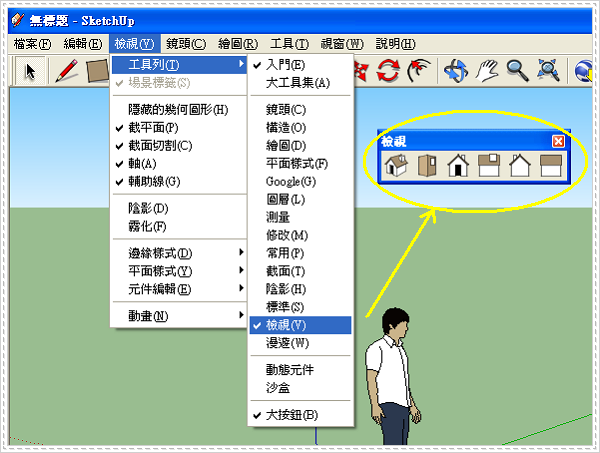 無標題 - SketchUp
檔案(F) 編輯(E) 檢視(V) 鏡頭(C) 繪圖(R) 工具(T) 視窗(W) 說明(H)
工具列(T)
場景標籤(S)
隱藏的幾何圖形(H)
截平面(P)
截面切割(C)
軸(A)
輔助線(G)
陰影(D)
霧化(F)
邊線樣式(D)
平面樣式(Y)
元件編輯(E)
動畫(N)
入門(E)
大工具集(A)
鏡頭(C)
構造(O)
繪圖(D)
平面樣式(F)
Google(G)
圖層(L)
測量
修改(M)
常用(P)
截面(T)
陰影(H)
標準(S)
檢視(V)
漫遊(W)
動態元件
沙盒
大按鈕(B)
檢視